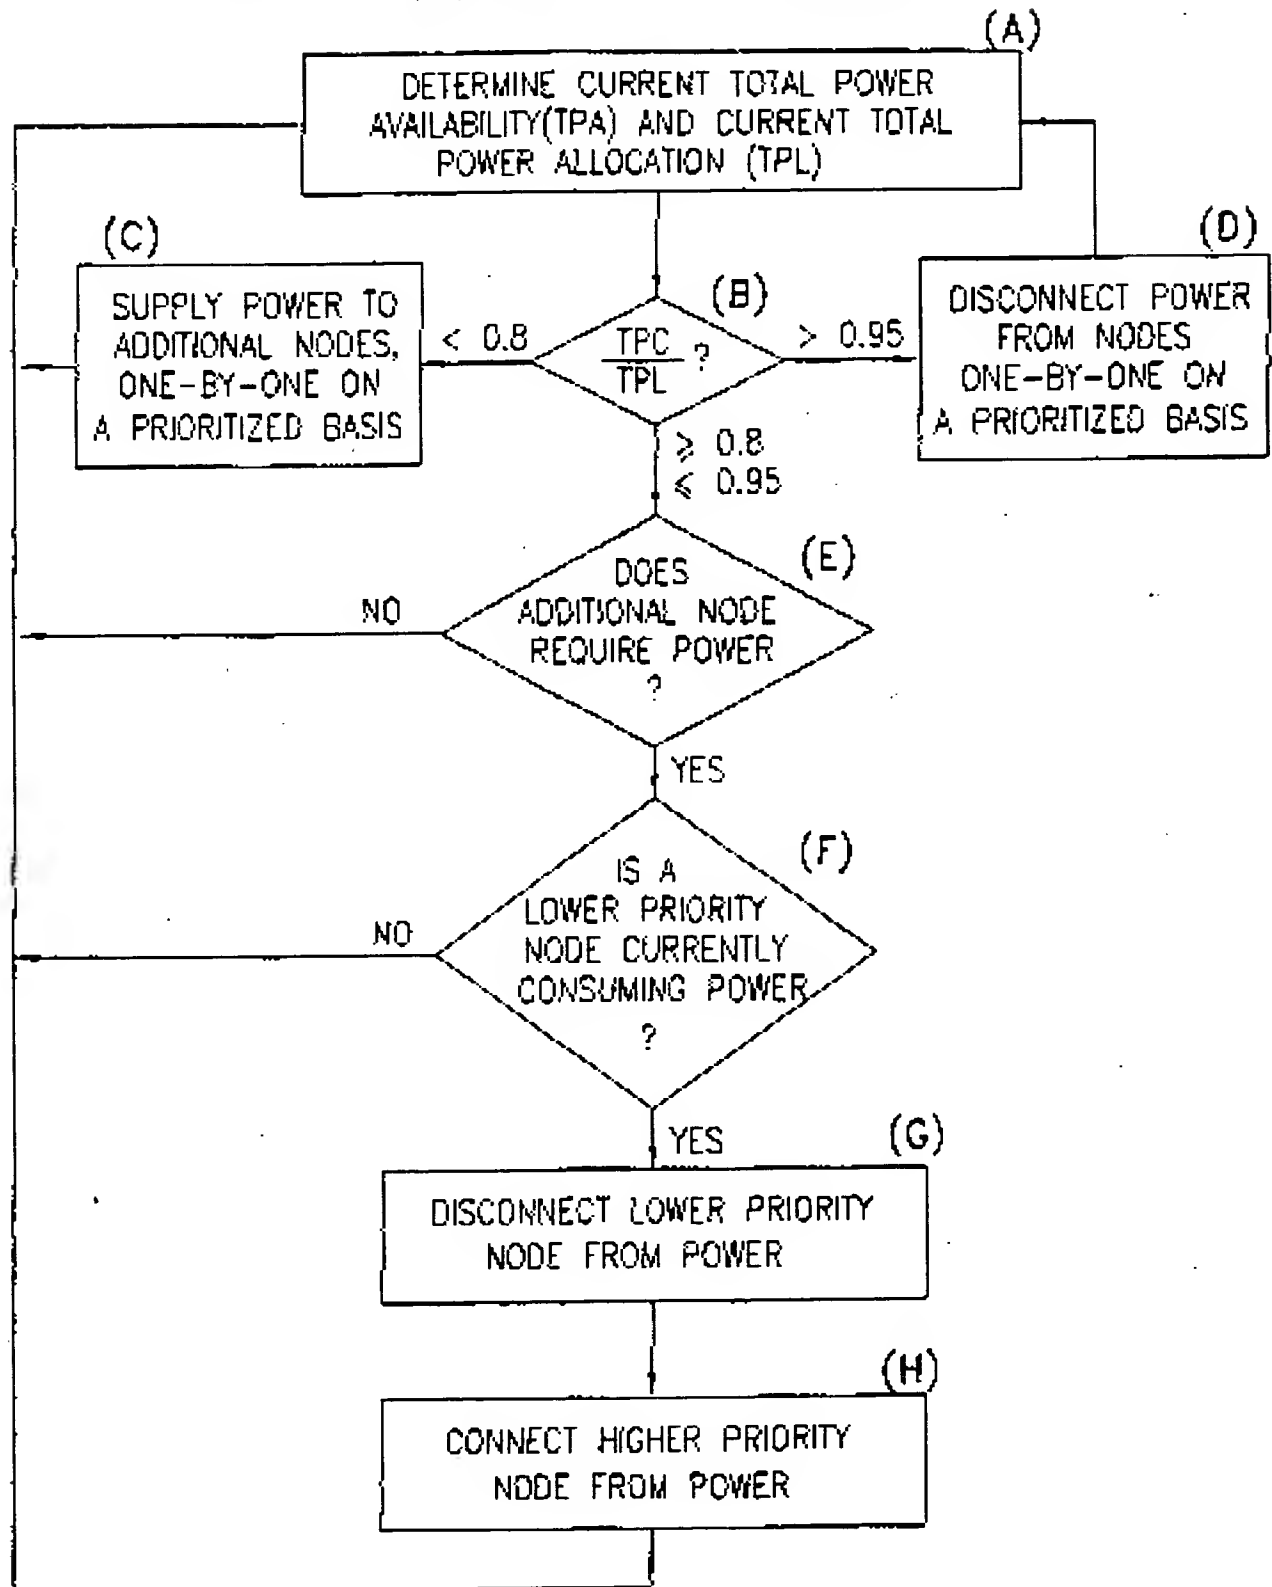 (A)
DETERMINE CURRENT TOTAL POWER
AVAILABILITY(TPA) AND CURRENT TOTAL
POWER ALLOCATION (TPL)
(C)
SUPPLY POWER TO
ADDITIONAL NODES,
ONE-BY-ONE ON
A PRIORITIZED BASIS
< 0.8
(B)
TPC
TPL
?
> 0.95
(D)
DISCONNECT POWER
FROM NODES
ONE-BY-ONE ON
A PRIORITIZED BASIS
⩾ 0.8
⩽ 0.95
(E)
DOES
ADDITIONAL NODE
REQUIRE POWER
?
NO
YES
(F)
IS A
LOWER PRIORITY
NODE CURRENTLY
CONSUMING POWER
?
NO
YES
(G)
DISCONNECT LOWER PRIORITY
NODE FROM POWER
(H)
CONNECT HIGHER PRIORITY
NODE FROM POWER